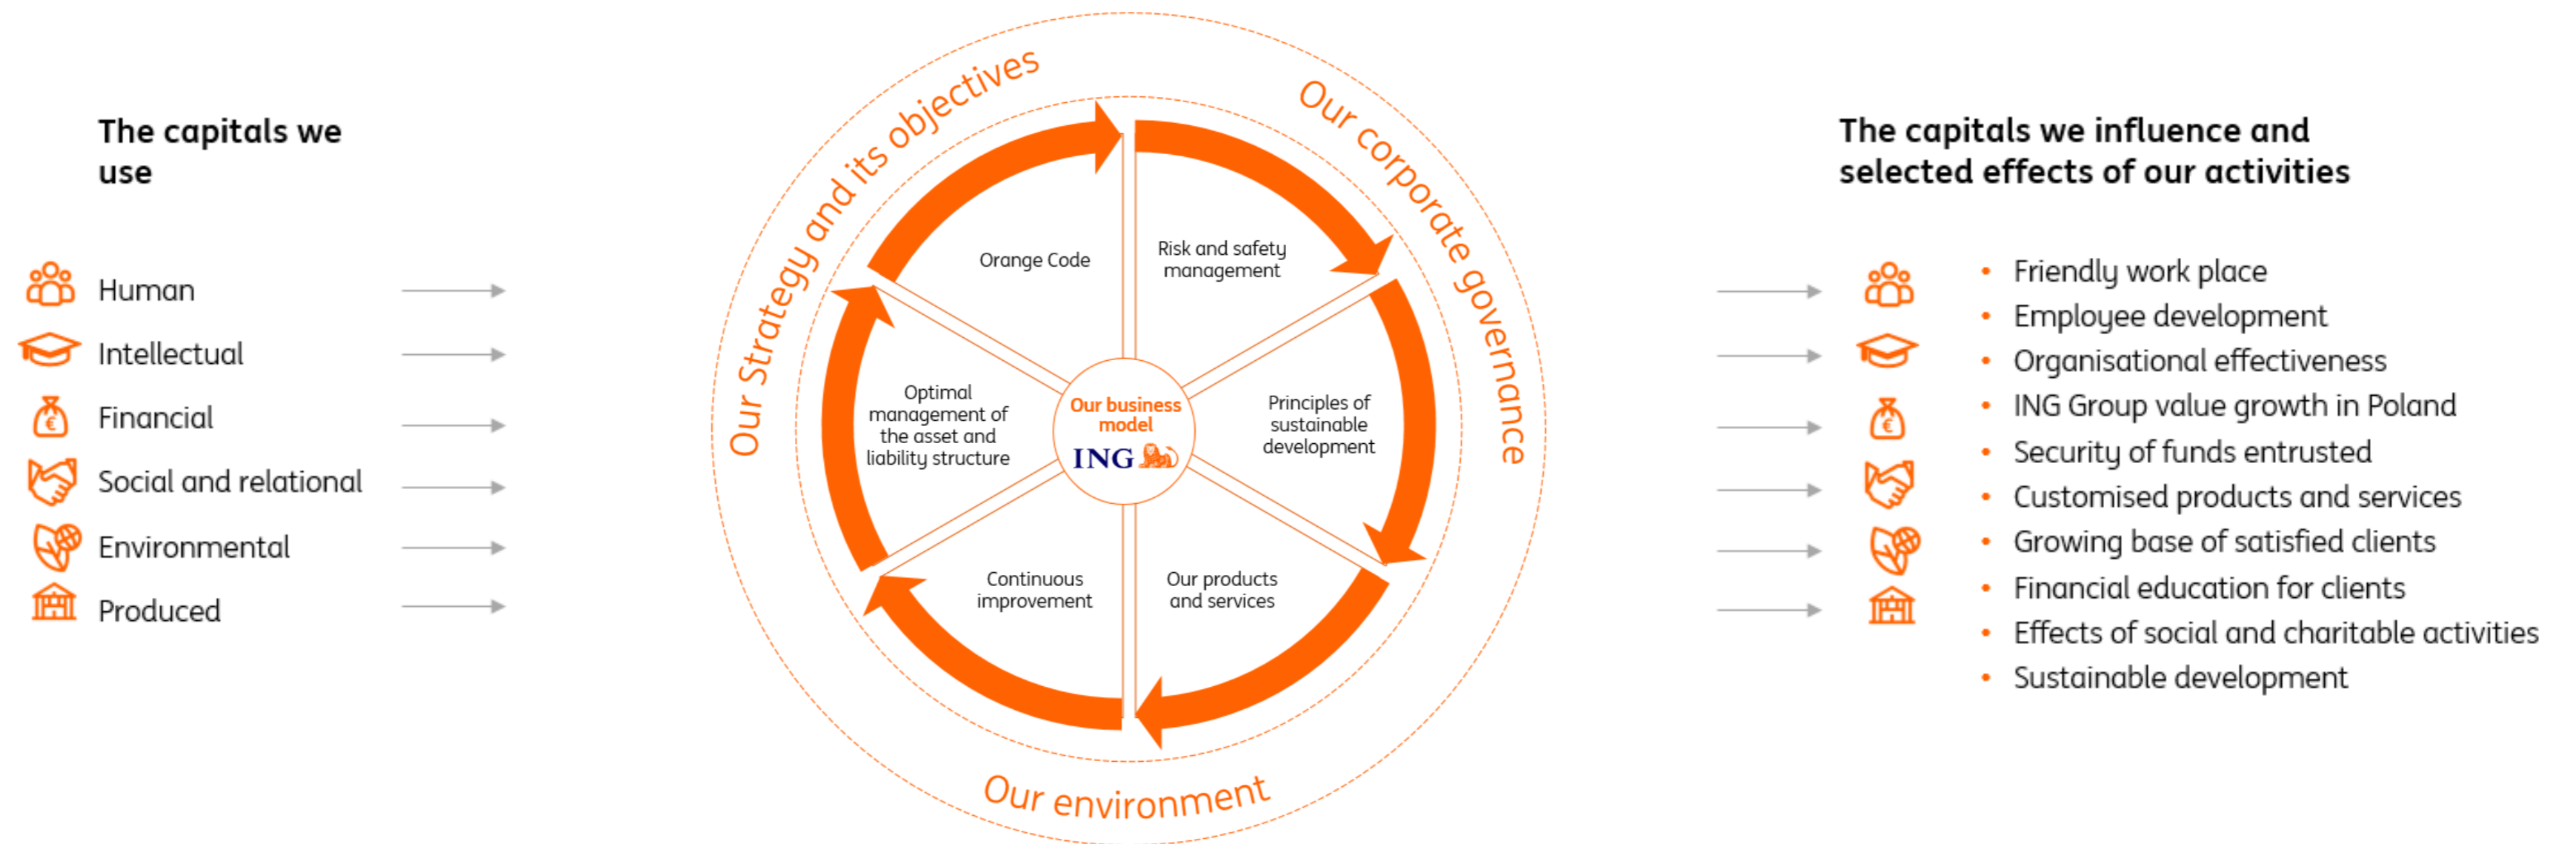 The capitals we
use
Human
Intellectual
Financial
Social and relational
Environmental
Produced
Our Strategy and its objectives
Our corporate governance
Our environment
Orange Code
Risk and safety
management
Principles of
sustainable
development
Our products
and services
Continuous
improvement
Optimal
management of
the asset and
liability structure
Our business
model
ING
The capitals we influence and
selected effects of our activities
• Friendly work place
• Employee development
• Organisational effectiveness
• ING Group value growth in Poland
• Security of funds entrusted
• Customised products and services
• Growing base of satisfied clients
• Financial education for clients
• Effects of social and charitable activities
• Sustainable development